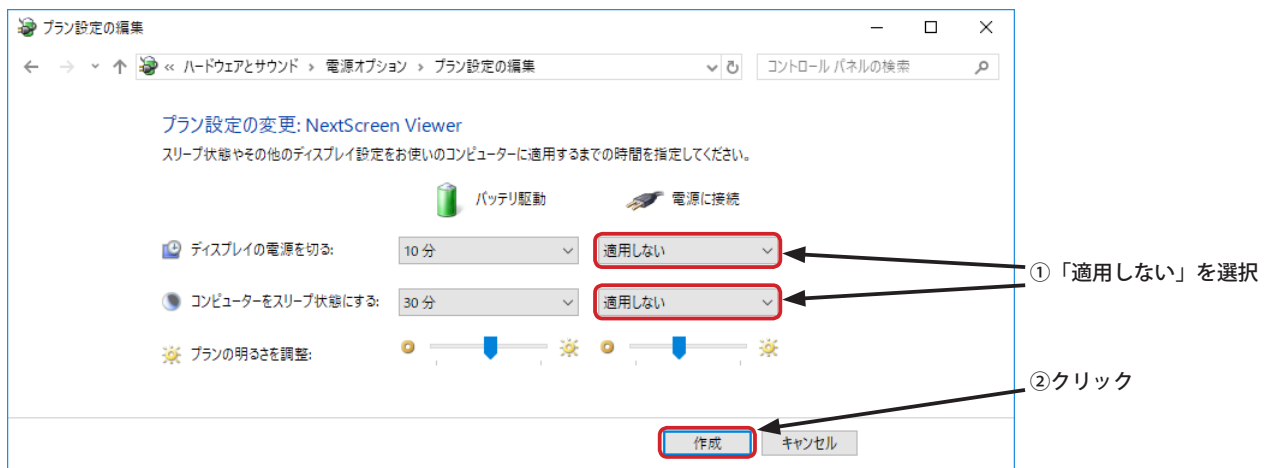 プラン設定の編集
« ハードウェアとサウンド › 電源オプション › プラン設定の編集
コントロール パネルの検索
プラン設定の変更: NextScreen Viewer
スリープ状態やその他のディスプレイ設定をお使いのコンピューターに適用するまでの時間を指定してください。
バッテリ駆動 電源に接続
ディスプレイの電源を切る: 10 分 適用しない
①「適用しない」を選択
コンピューターをスリープ状態にする: 30 分 適用しない
プランの明るさを調整:
②クリック
作成 キャンセル